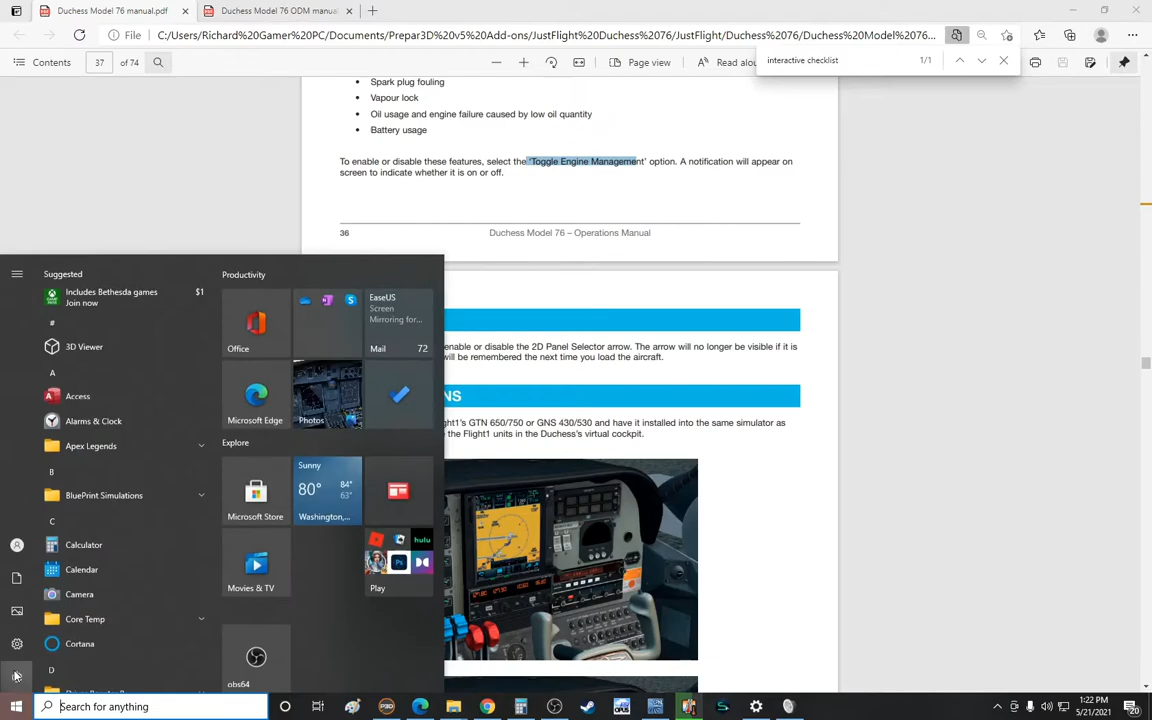 Duchess Model 76 manual.pdf
Duchess Model 76 ODM manual
File
C:/Users/Richard%20Gamer%20PC/Documents/Prepar3D%20v5%20Add-ons/JustFlight%20Duchess%2076/JustFlight/Duchess%2076/Duchess%20Model%2076...
Contents
37
of 74
Page view
Read alou
interactive checklist
1/1
• Spark plug fouling
• Vapour lock
• Oil usage and engine failure caused by low oil quantity
• Battery usage
To enable or disable these features, select the 'Toggle Engine Management' option. A notification will appear on
screen to indicate whether it is on or off.
36
Duchess Model 76 – Operations Manual
enable or disable the 2D Panel Selector arrow. The arrow will no longer be visible if it is
will be remembered the next time you load the aircraft.
NS
ght1's GTN 650/750 or GNS 430/530 and have it installed into the same simulator as
the Flight1 units in the Duchess's virtual cockpit.
Suggested
Includes Bethesda games
Join now
$1
#
3D Viewer
A
Access
Alarms & Clock
Apex Legends
B
BluePrint Simulations
C
Calculator
Calendar
Camera
Core Temp
Cortana
D
Productivity
Office
EaseUS
Screen
Mirroring for...
Mail
72
Microsoft Edge
Photos
Explore
Microsoft Store
Sunny
80°
84°
63°
Washington,...
Movies & TV
hulu
Play
obs64
Search for anything
P3D
OPUS
1:22 PM
5/21/2021
20